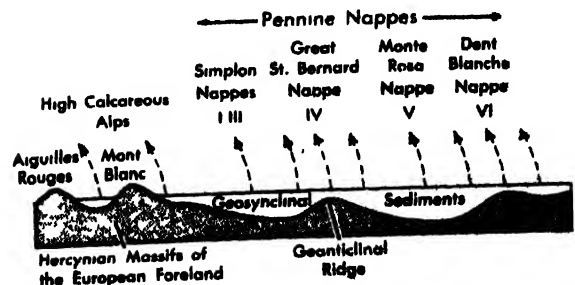 Pennine Nappes
Simplon
Nappes
I III
Great
St. Bernard
Nappe
IV
Monte
Rosa
Nappe
V
Dent
Blanche
Nappe
VI
High Calcareous
Alps
Aiguilles
Rouges
Mont
Blanc
Geosynclinal
Sediments
Hercynian Massifs of
the European Foreland
Geanticlinal
Ridge